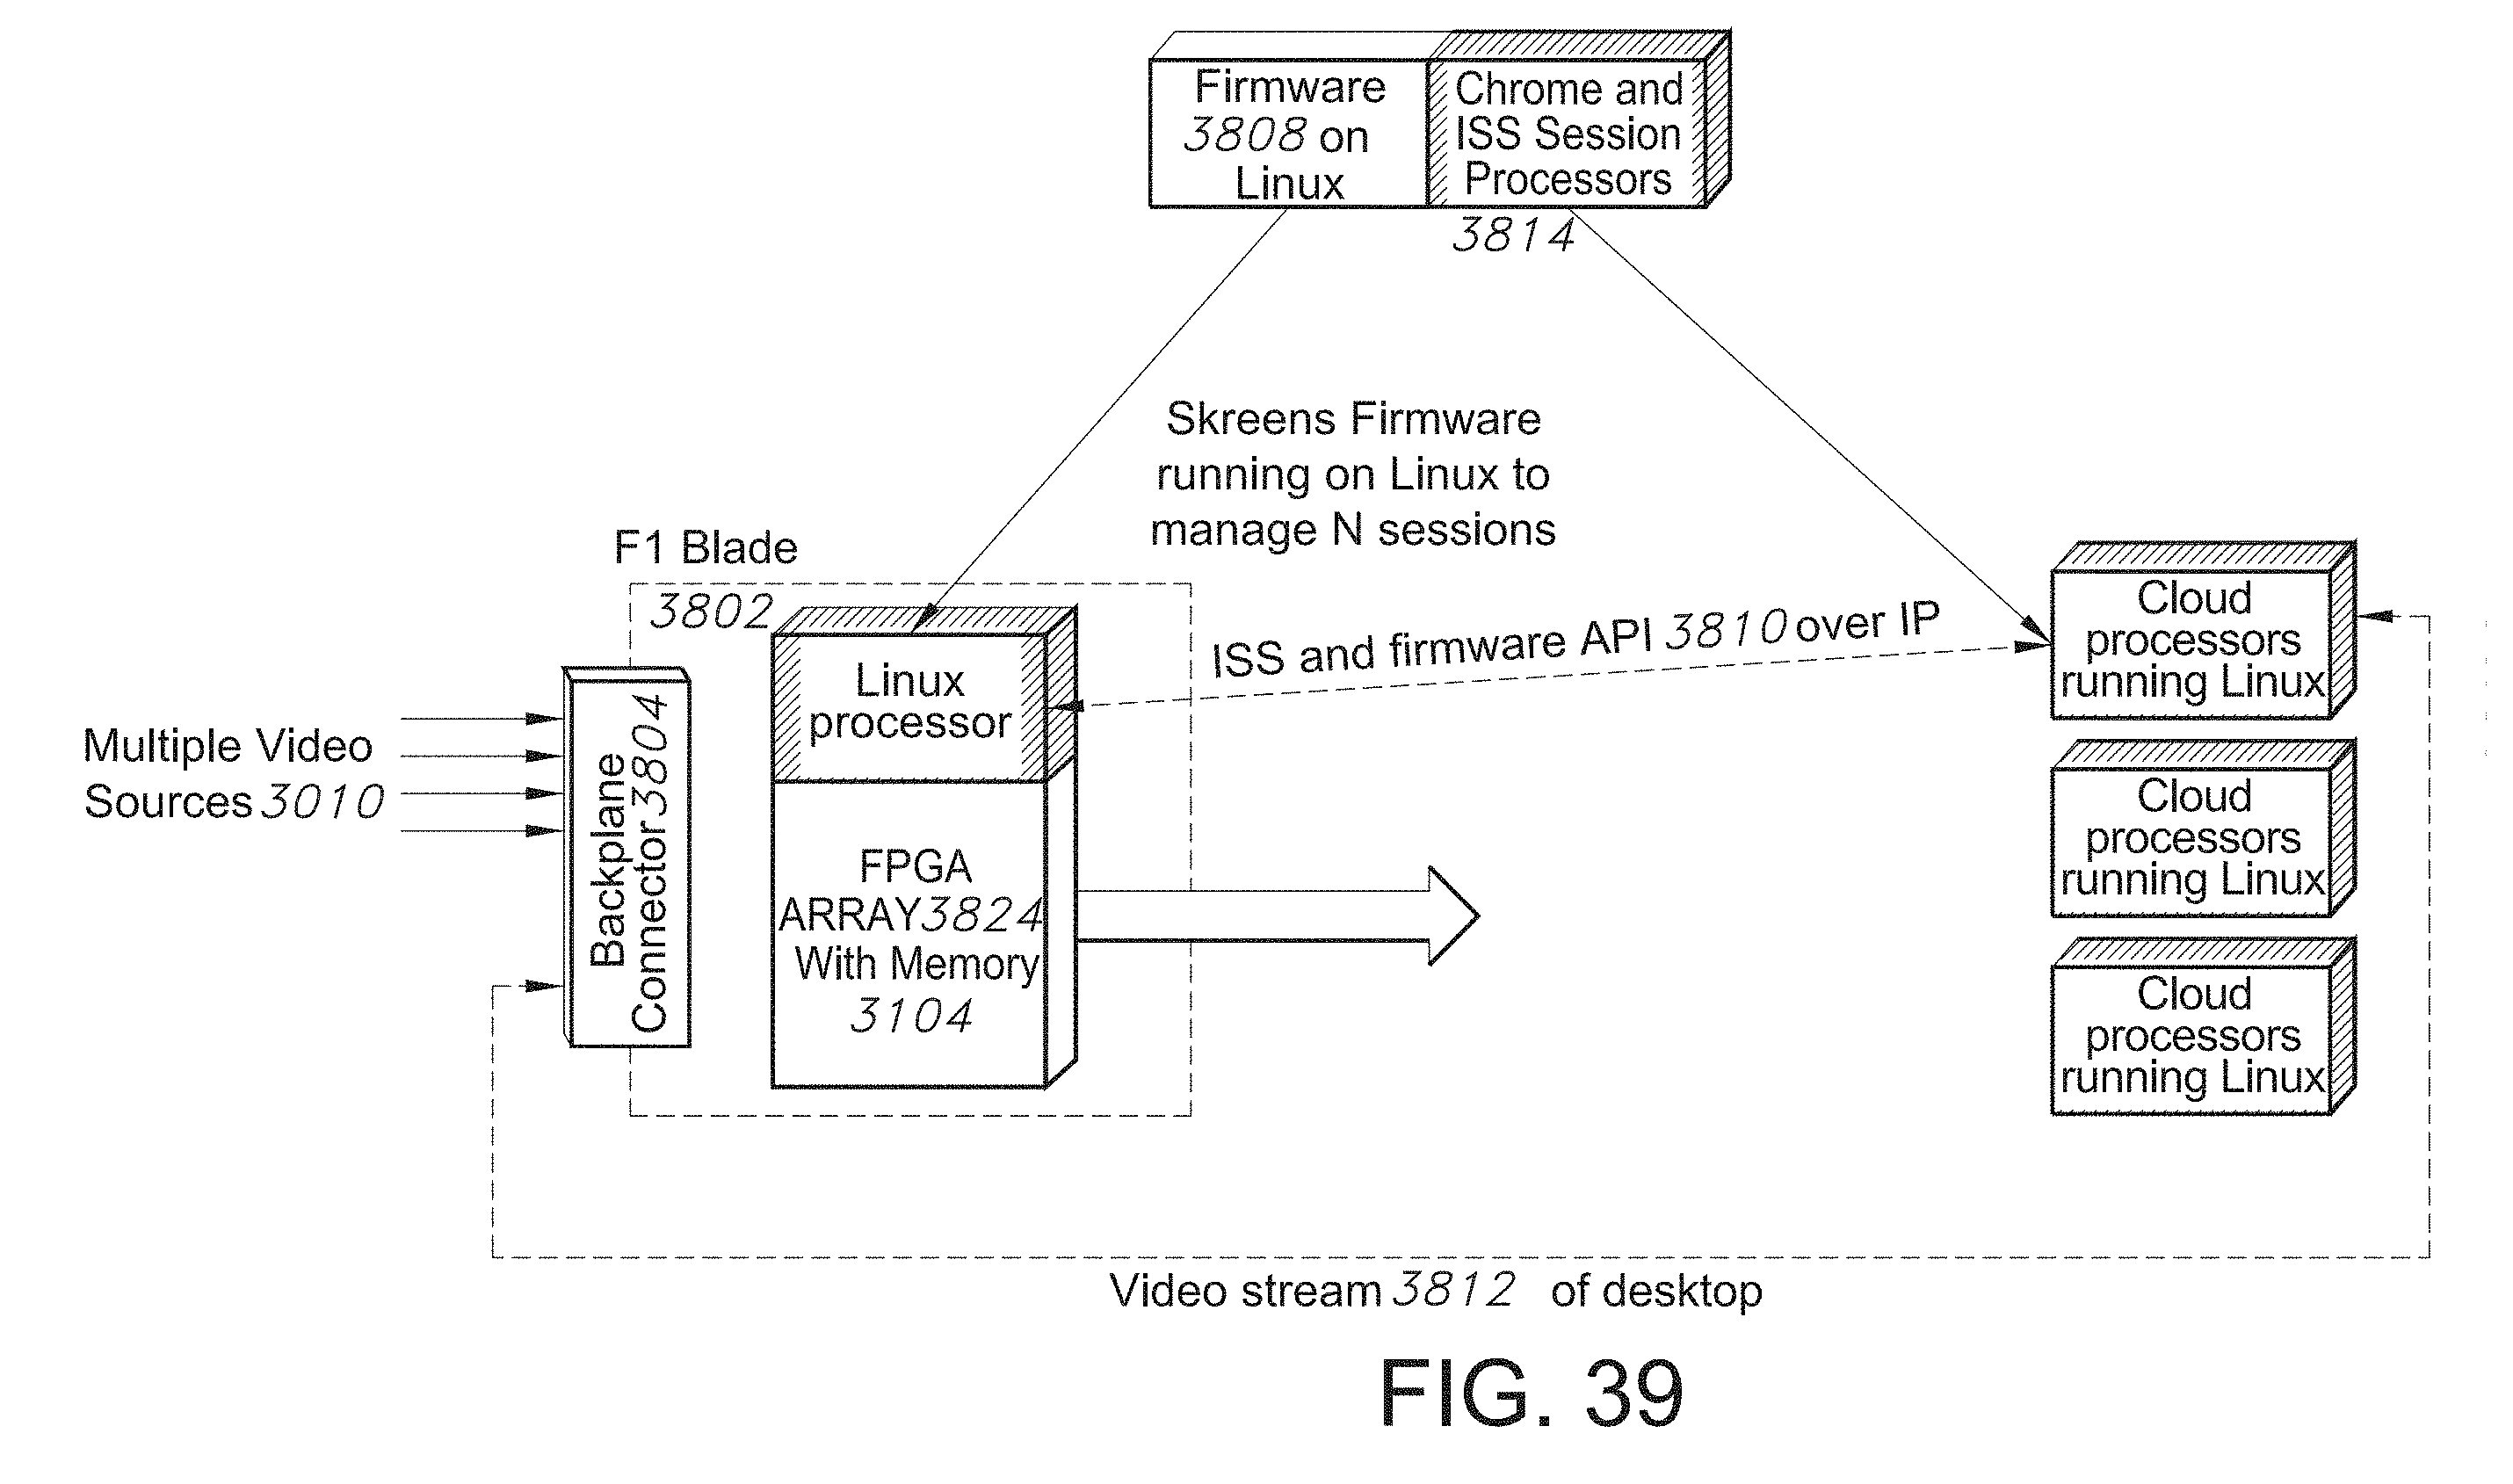 Firmware
3808 on
Linux
Chrome and
ISS Session
Processors
3814
Skreens Firmware
running on Linux to
manage N sessions
F1 Blade
3802
ISS and firmware API 3810 over IP
Multiple Video
Sources 3010
Backplane
Connector 3804
Linux
processor
FPGA
ARRAY 3824
With Memory
3104
Cloud
processors
running Linux
Cloud
processors
running Linux
Cloud
processors
running Linux
Video stream 3812 of desktop
FIG. 39